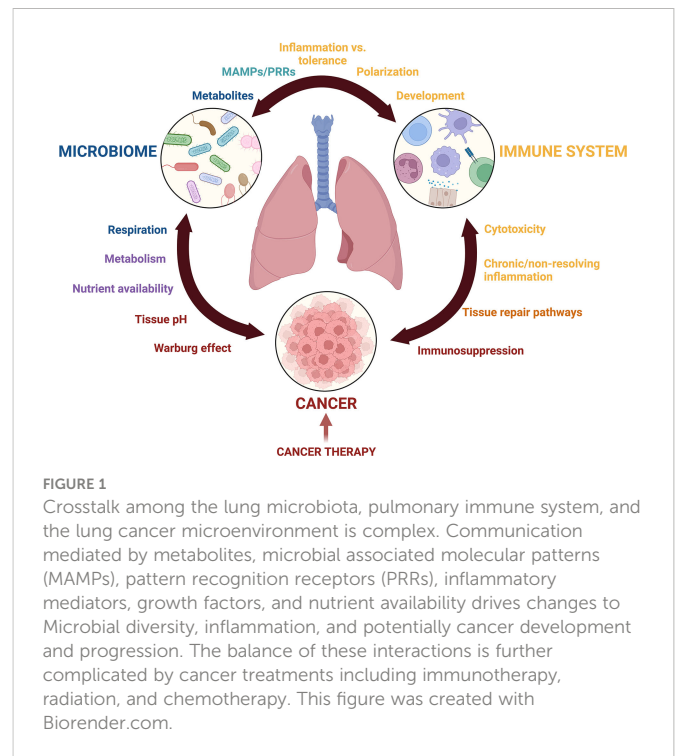 Inflammation vs.
tolerance
MAMPs/PRRs
Polarization
Metabolites
Development
MICROBIOME
IMMUNE SYSTEM
Respiration
Cytotoxicity
Metabolism
Chronic/non-resolving
inflammation
Nutrient availability
Tissue repair pathways
Tissue pH
Warburg effect
Immunosuppression
CANCER
CANCER THERAPY
FIGURE 1
Crosstalk among the lung microbiota, pulmonary immune system, and
the lung cancer microenvironment is complex. Communication
mediated by metabolites, microbial associated molecular patterns
(MAMPs), pattern recognition receptors (PRRs), inflammatory
mediators, growth factors, and nutrient availability drives changes to
Microbial diversity, inflammation, and potentially cancer development
and progression. The balance of these interactions is further
complicated by cancer treatments including immunotherapy,
radiation, and chemotherapy. This figure was created with
Biorender.com.